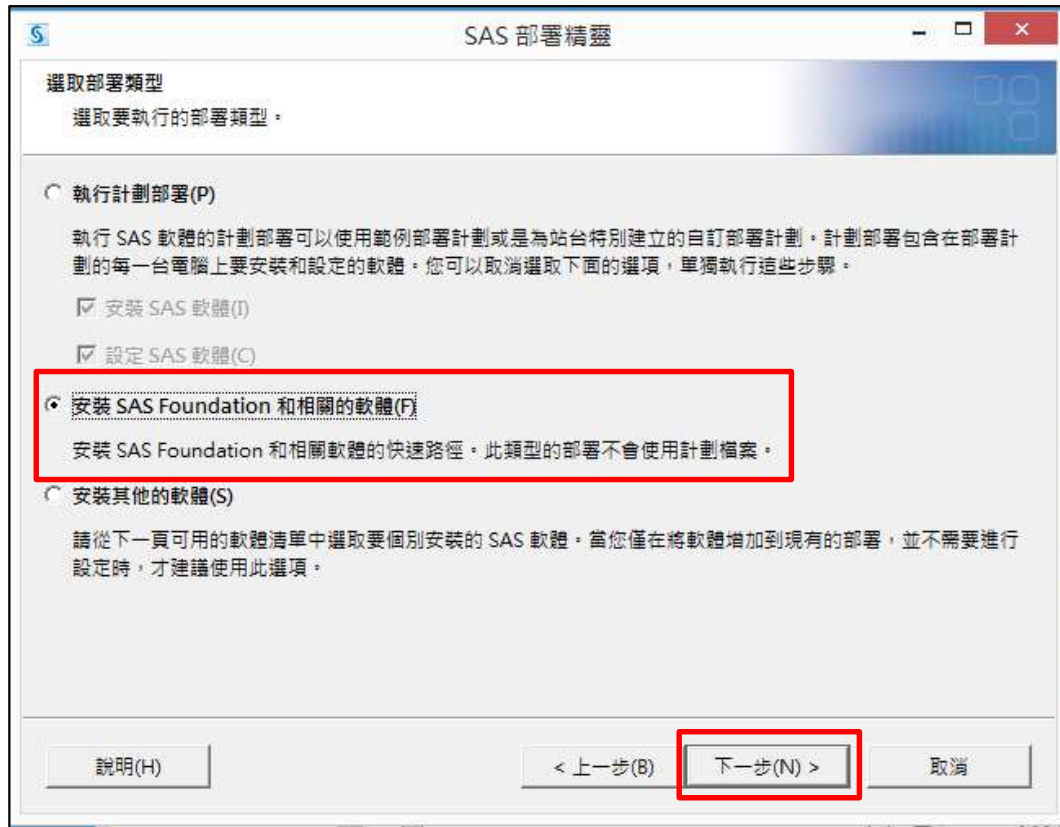 SAS 部署精靈
選取部署類型
選取要執行的部署類型。
執行計劃部署(P)
執行 SAS 軟體的計劃部署可以使用範例部署計劃或是為站台特別建立的自訂部署計劃。計劃部署包含在部署計
劃的每一台電腦上要安裝和設定的軟體。您可以取消選取下面的選項，單獨執行這些步驟。
安裝 SAS 軟體(I)
設定 SAS 軟體(C)
安裝 SAS Foundation 和相關的軟體(F)
安裝 SAS Foundation 和相關軟體的快速路徑。此類型的部署不會使用計劃檔案。
安裝其他的軟體(S)
請從下一頁可用的軟體清單中選取要個別安裝的 SAS 軟體。當您僅在將軟體增加到現有的部署，並不需要進行
設定時，才建議使用此選項。
說明(H)
< 上一步(B)
下一步(N) >
取消